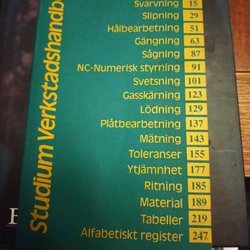 Studium Verkstadshandb
Svarvning 15
Slipning 29
Hålbearbetning 51
Gängning 63
Sågning 87
NC-Numerisk styrning 91
Svetsning 101
Gasskärning 123
Lödning 129
Plåtbearbetning 137
Mätning 143
Toleranser 155
Ytjämnhet 177
Ritning 185
Material 189
Tabeller 219
Alfabetiskt register 247